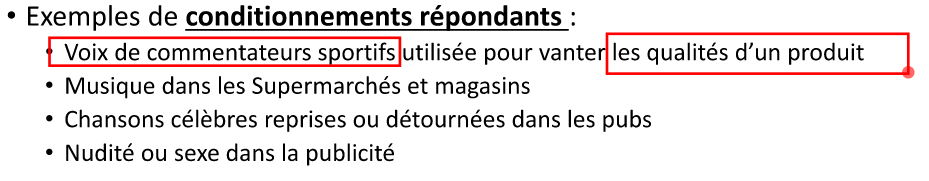 • Exemples de conditionnements répondants :
• Voix de commentateurs sportifs utilisée pour vanter les qualités d’un produit
• Musique dans les Supermarchés et magasins
• Chansons célèbres reprises ou détournées dans les pubs
• Nudité ou sexe dans la publicité